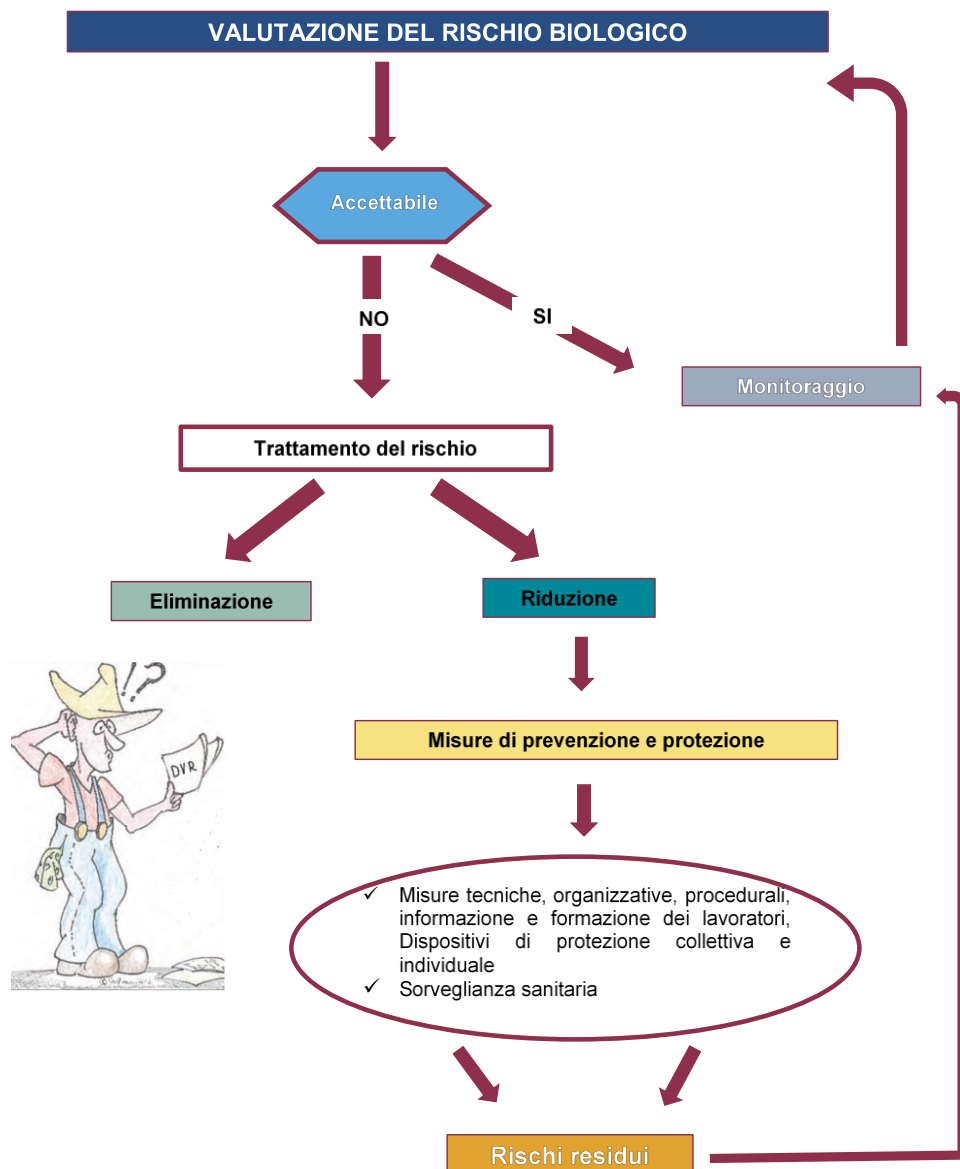 VALUTAZIONE DEL RISCHIO BIOLOGICO
Accettabile
NO
SI
Monitoraggio
Trattamento del rischio
Eliminazione
Riduzione
!?
DVR
Misure di prevenzione e protezione
✓ Misure tecniche, organizzative, procedurali,
informazione e formazione dei lavoratori,
Dispositivi di protezione collettiva e
individuale
✓ Sorveglianza sanitaria
Rischi residui